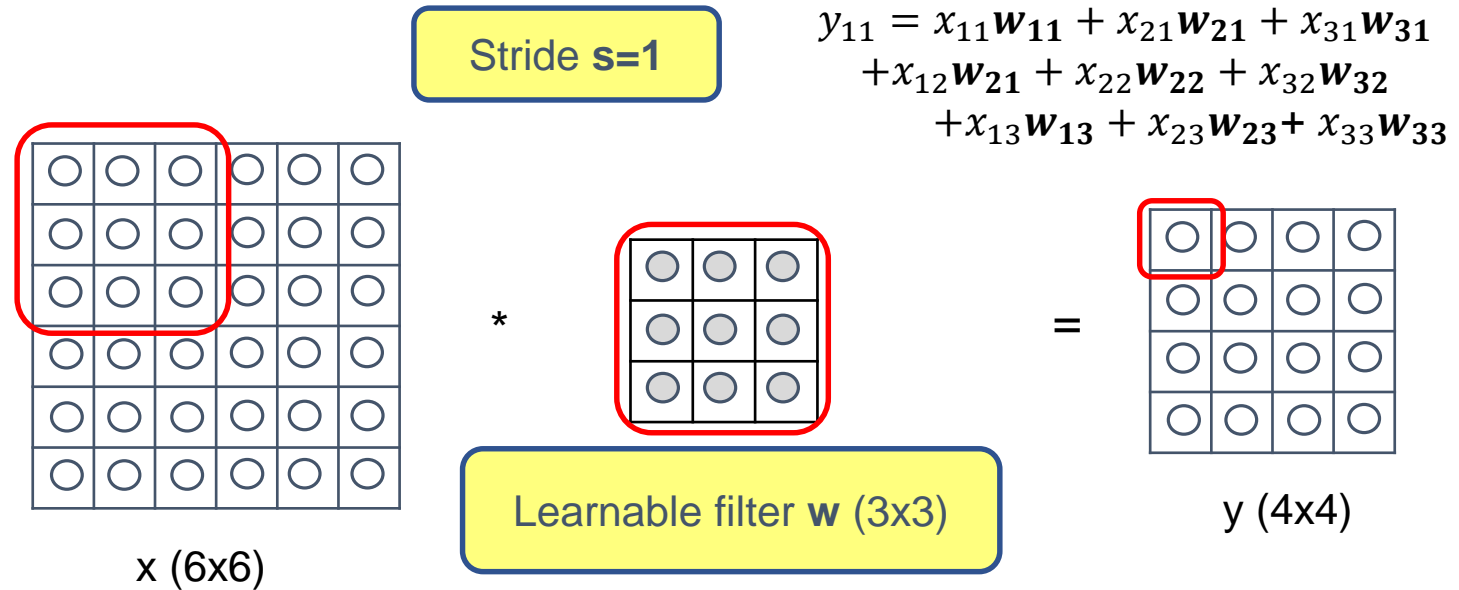 Stride s=1
y₁₁ = x₁₁w₁₁ + x₂₁w₂₁ + x₃₁w₃₁
+x₁₂w₂₁ + x₂₂w₂₂ + x₃₂w₃₂
+x₁₃w₁₃ + x₂₃w₂₃+ x₃₃w₃₃
*
=
Learnable filter w (3x3)
y (4x4)
x (6x6)